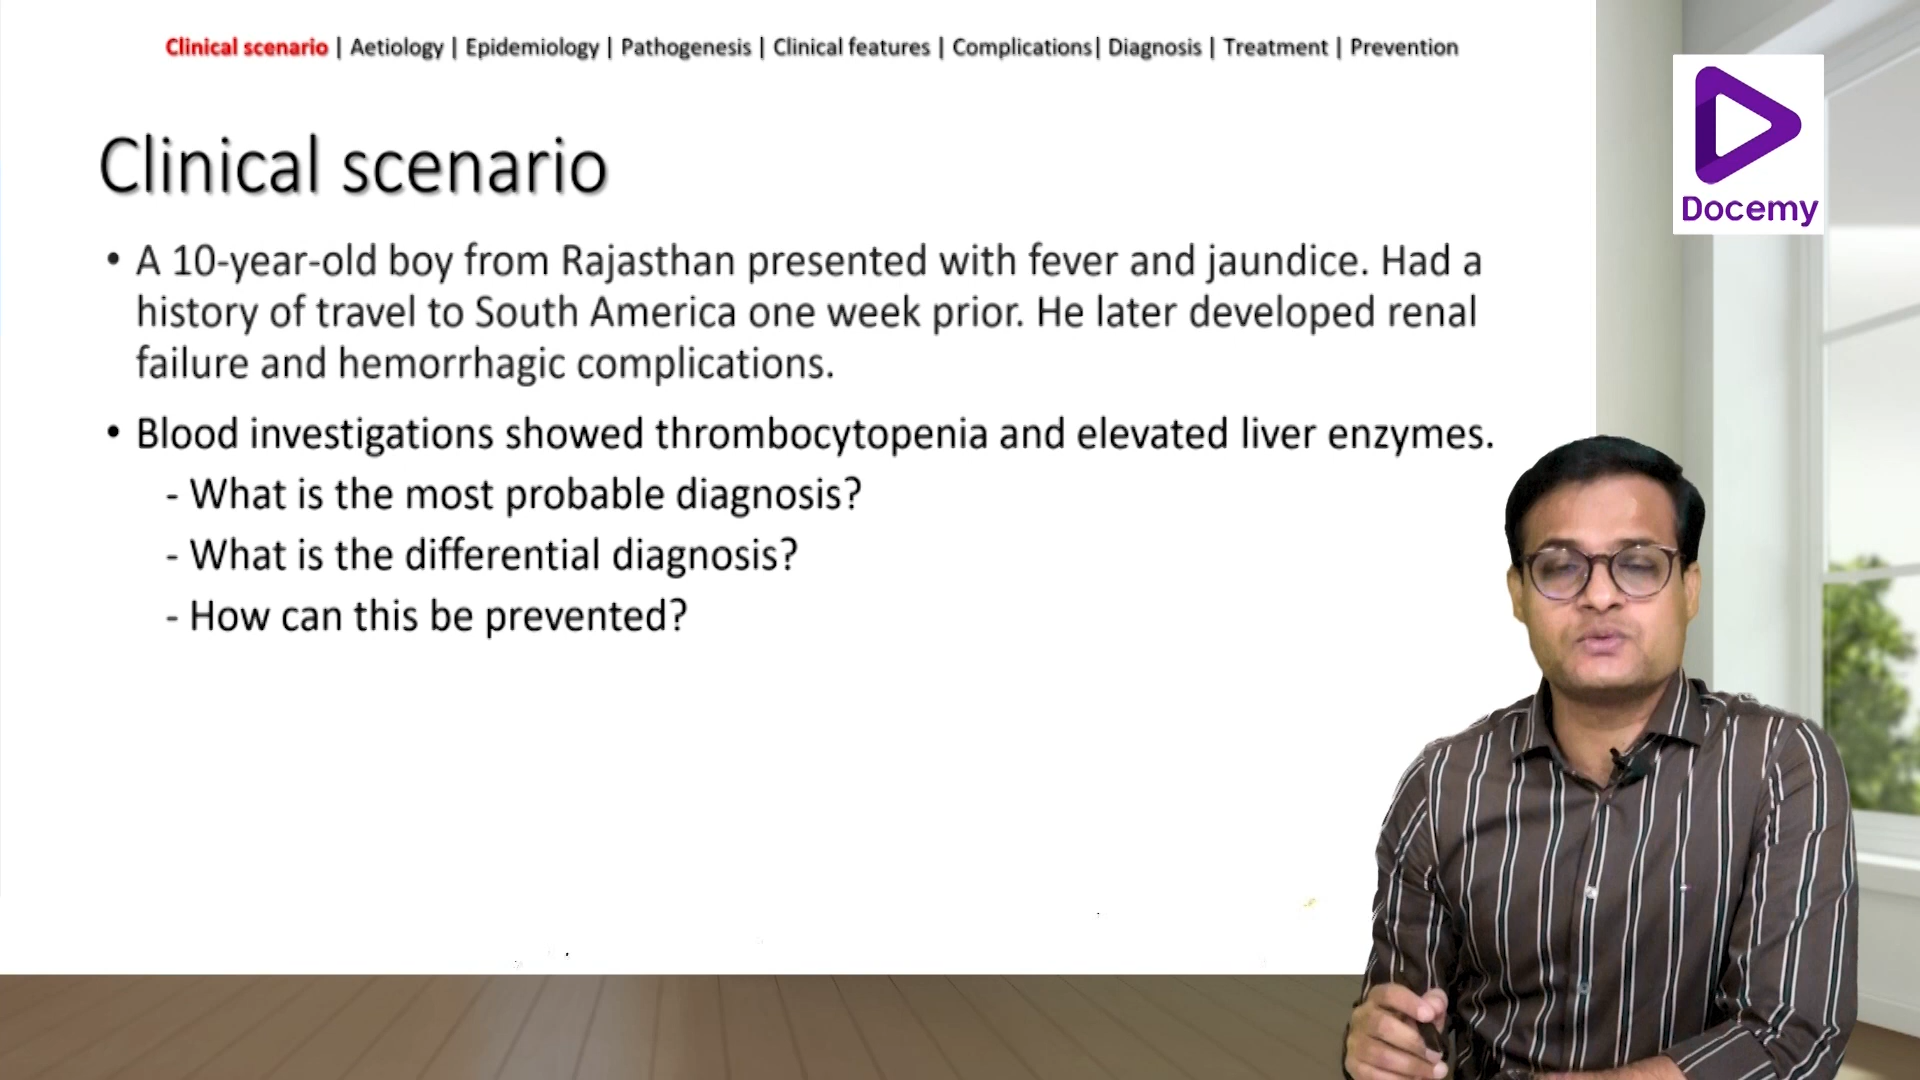 Clinical scenario | Aetiology | Epidemiology | Pathogenesis | Clinical features | Complications| Diagnosis | Treatment | Prevention
Docemy
Clinical scenario
• A 10-year-old boy from Rajasthan presented with fever and jaundice. Had a
history of travel to South America one week prior. He later developed renal
failure and hemorrhagic complications.
• Blood investigations showed thrombocytopenia and elevated liver enzymes.
- What is the most probable diagnosis?
- What is the differential diagnosis?
- How can this be prevented?